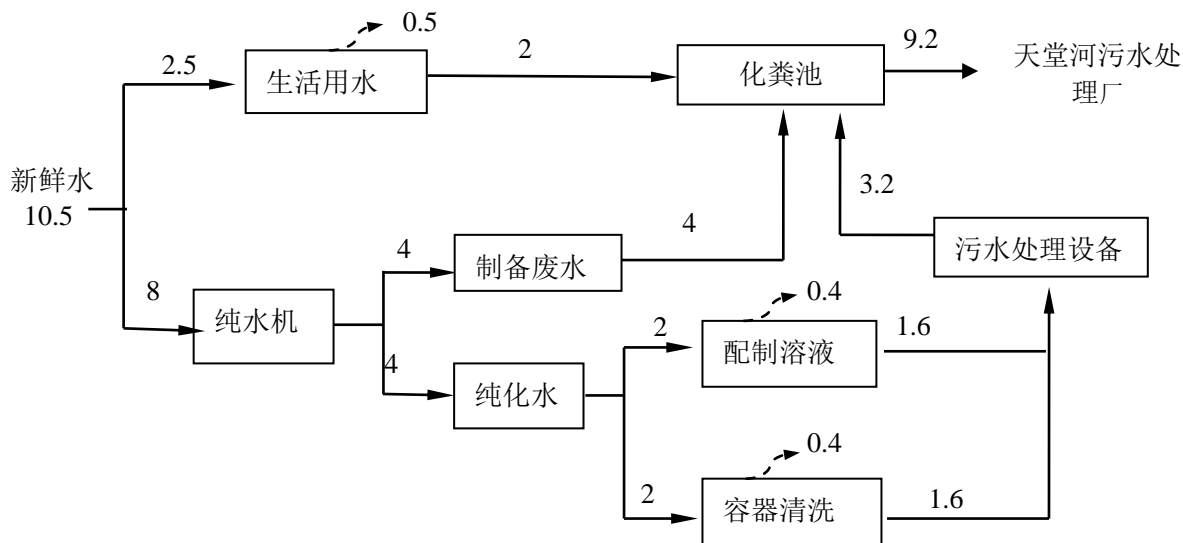 0.5
2.5
生活用水
2
化粪池
9.2
天堂河污水处
理厂
新鲜水
10.5
3.2
4
制备废水
4
污水处理设备
8
纯水机
0.4
2
配制溶液
1.6
4
纯化水
0.4
2
容器清洗
1.6